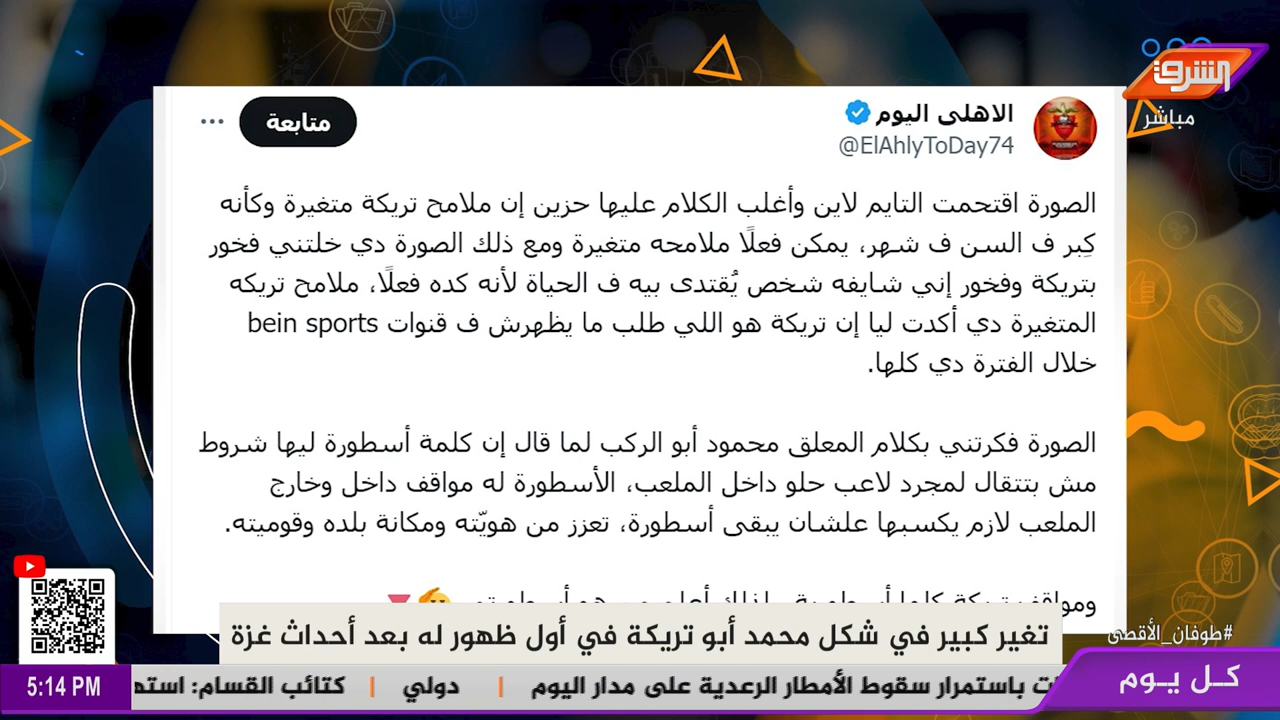 الشرق
مباشر
الاهلى اليوم
@ElAhlyToDay74
متابعة
الصورة اقتحمت التايم لاين وأغلب الكلام عليها حزين إن ملامح تريكة متغيرة وكأنه
كِبر ف السن ف شهر، يمكن فعلًا ملامحه متغيرة ومع ذلك الصورة دي خلتني فخور
بتريكة وفخور إني شايفه شخص يُقتدى بيه ف الحياة لأنه كده فعلًا، ملامح تريكه
المتغيرة دي أكدت ليا إن تريكة هو اللي طلب ما يظهرش ف قنوات bein sports
خلال الفترة دي كلها.
الصورة فكرتني بكلام المعلق محمود أبو الركب لما قال إن كلمة أسطورة ليها شروط
مش بتتقال لمجرد لاعب حلو داخل الملعب، الأسطورة له مواقف داخل وخارج
الملعب لازم يكسبها علشان يبقى أسطورة، تعزز من هويّته ومكانة بلده وقوميته.
تغير كبير في شكل محمد أبو تريكة في أول ظهور له بعد أحداث غزة
#طوفان_الأقصى
كل يوم
ت باستمرار سقوط الأمطار الرعدية على مدار اليوم | دولي | كتائب القسام: استه
5:14 PM